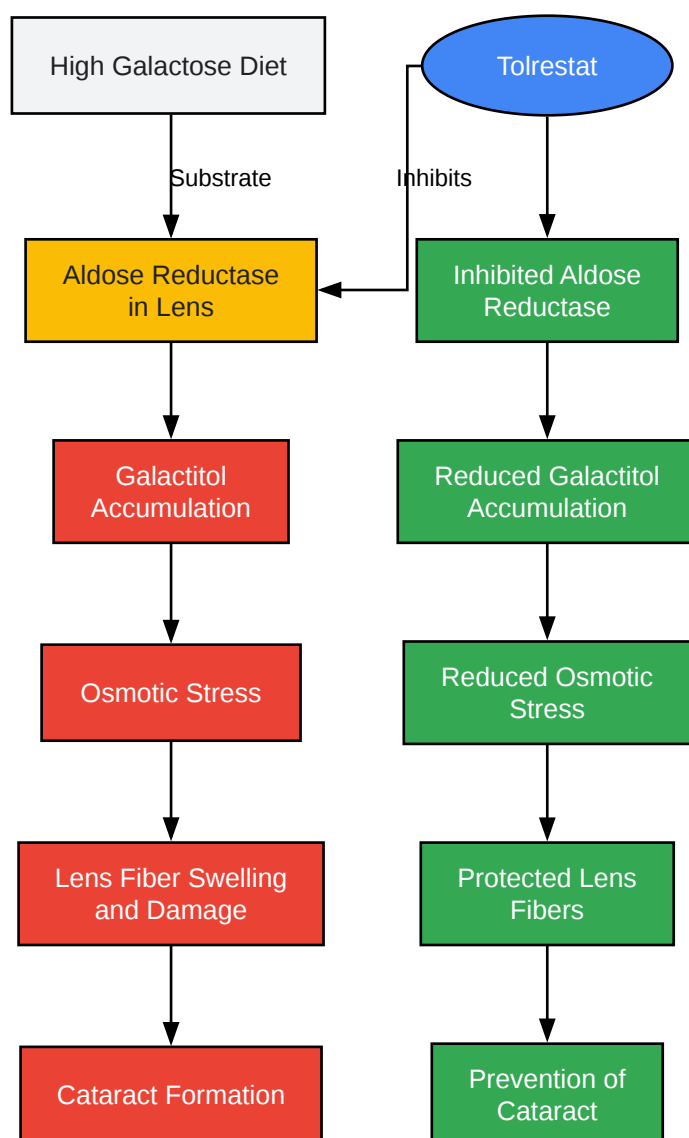 High Galactose Diet
Tolrestat
Substrate
Inhibits
Aldose Reductase
in Lens
Inhibited Aldose
Reductase
Galactitol
Accumulation
Reduced Galactitol
Accumulation
Osmotic Stress
Reduced Osmotic
Stress
Lens Fiber Swelling
and Damage
Protected Lens
Fibers
Cataract Formation
Prevention of
Cataract